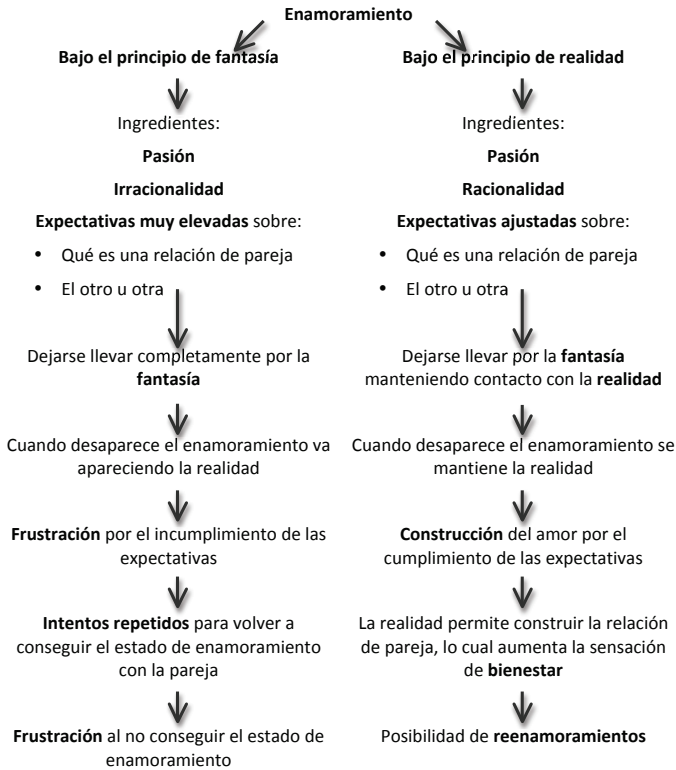 Enamoramiento
Bajo el principio de fantasía
Ingredientes:
Pasión
Irracionalidad
Expectativas muy elevadas sobre:
• Qué es una relación de pareja
• El otro u otra
Dejarse llevar completamente por la
fantasía
Cuando desaparece el enamoramiento va
apareciendo la realidad
Frustración por el incumplimiento de las
expectativas
Intentos repetidos para volver a
conseguir el estado de enamoramiento
con la pareja
Frustración al no conseguir el estado de
enamoramiento
Bajo el principio de realidad
Ingredientes:
Pasión
Racionalidad
Expectativas ajustadas sobre:
• Qué es una relación de pareja
• El otro u otra
Dejarse llevar por la fantasía
manteniendo contacto con la realidad
Cuando desaparece el enamoramiento se
mantiene la realidad
Construcción del amor por el
cumplimiento de las expectativas
La realidad permite construir la relación
de pareja, lo cual aumenta la sensación
de bienestar
Posibilidad de reenamoramientos